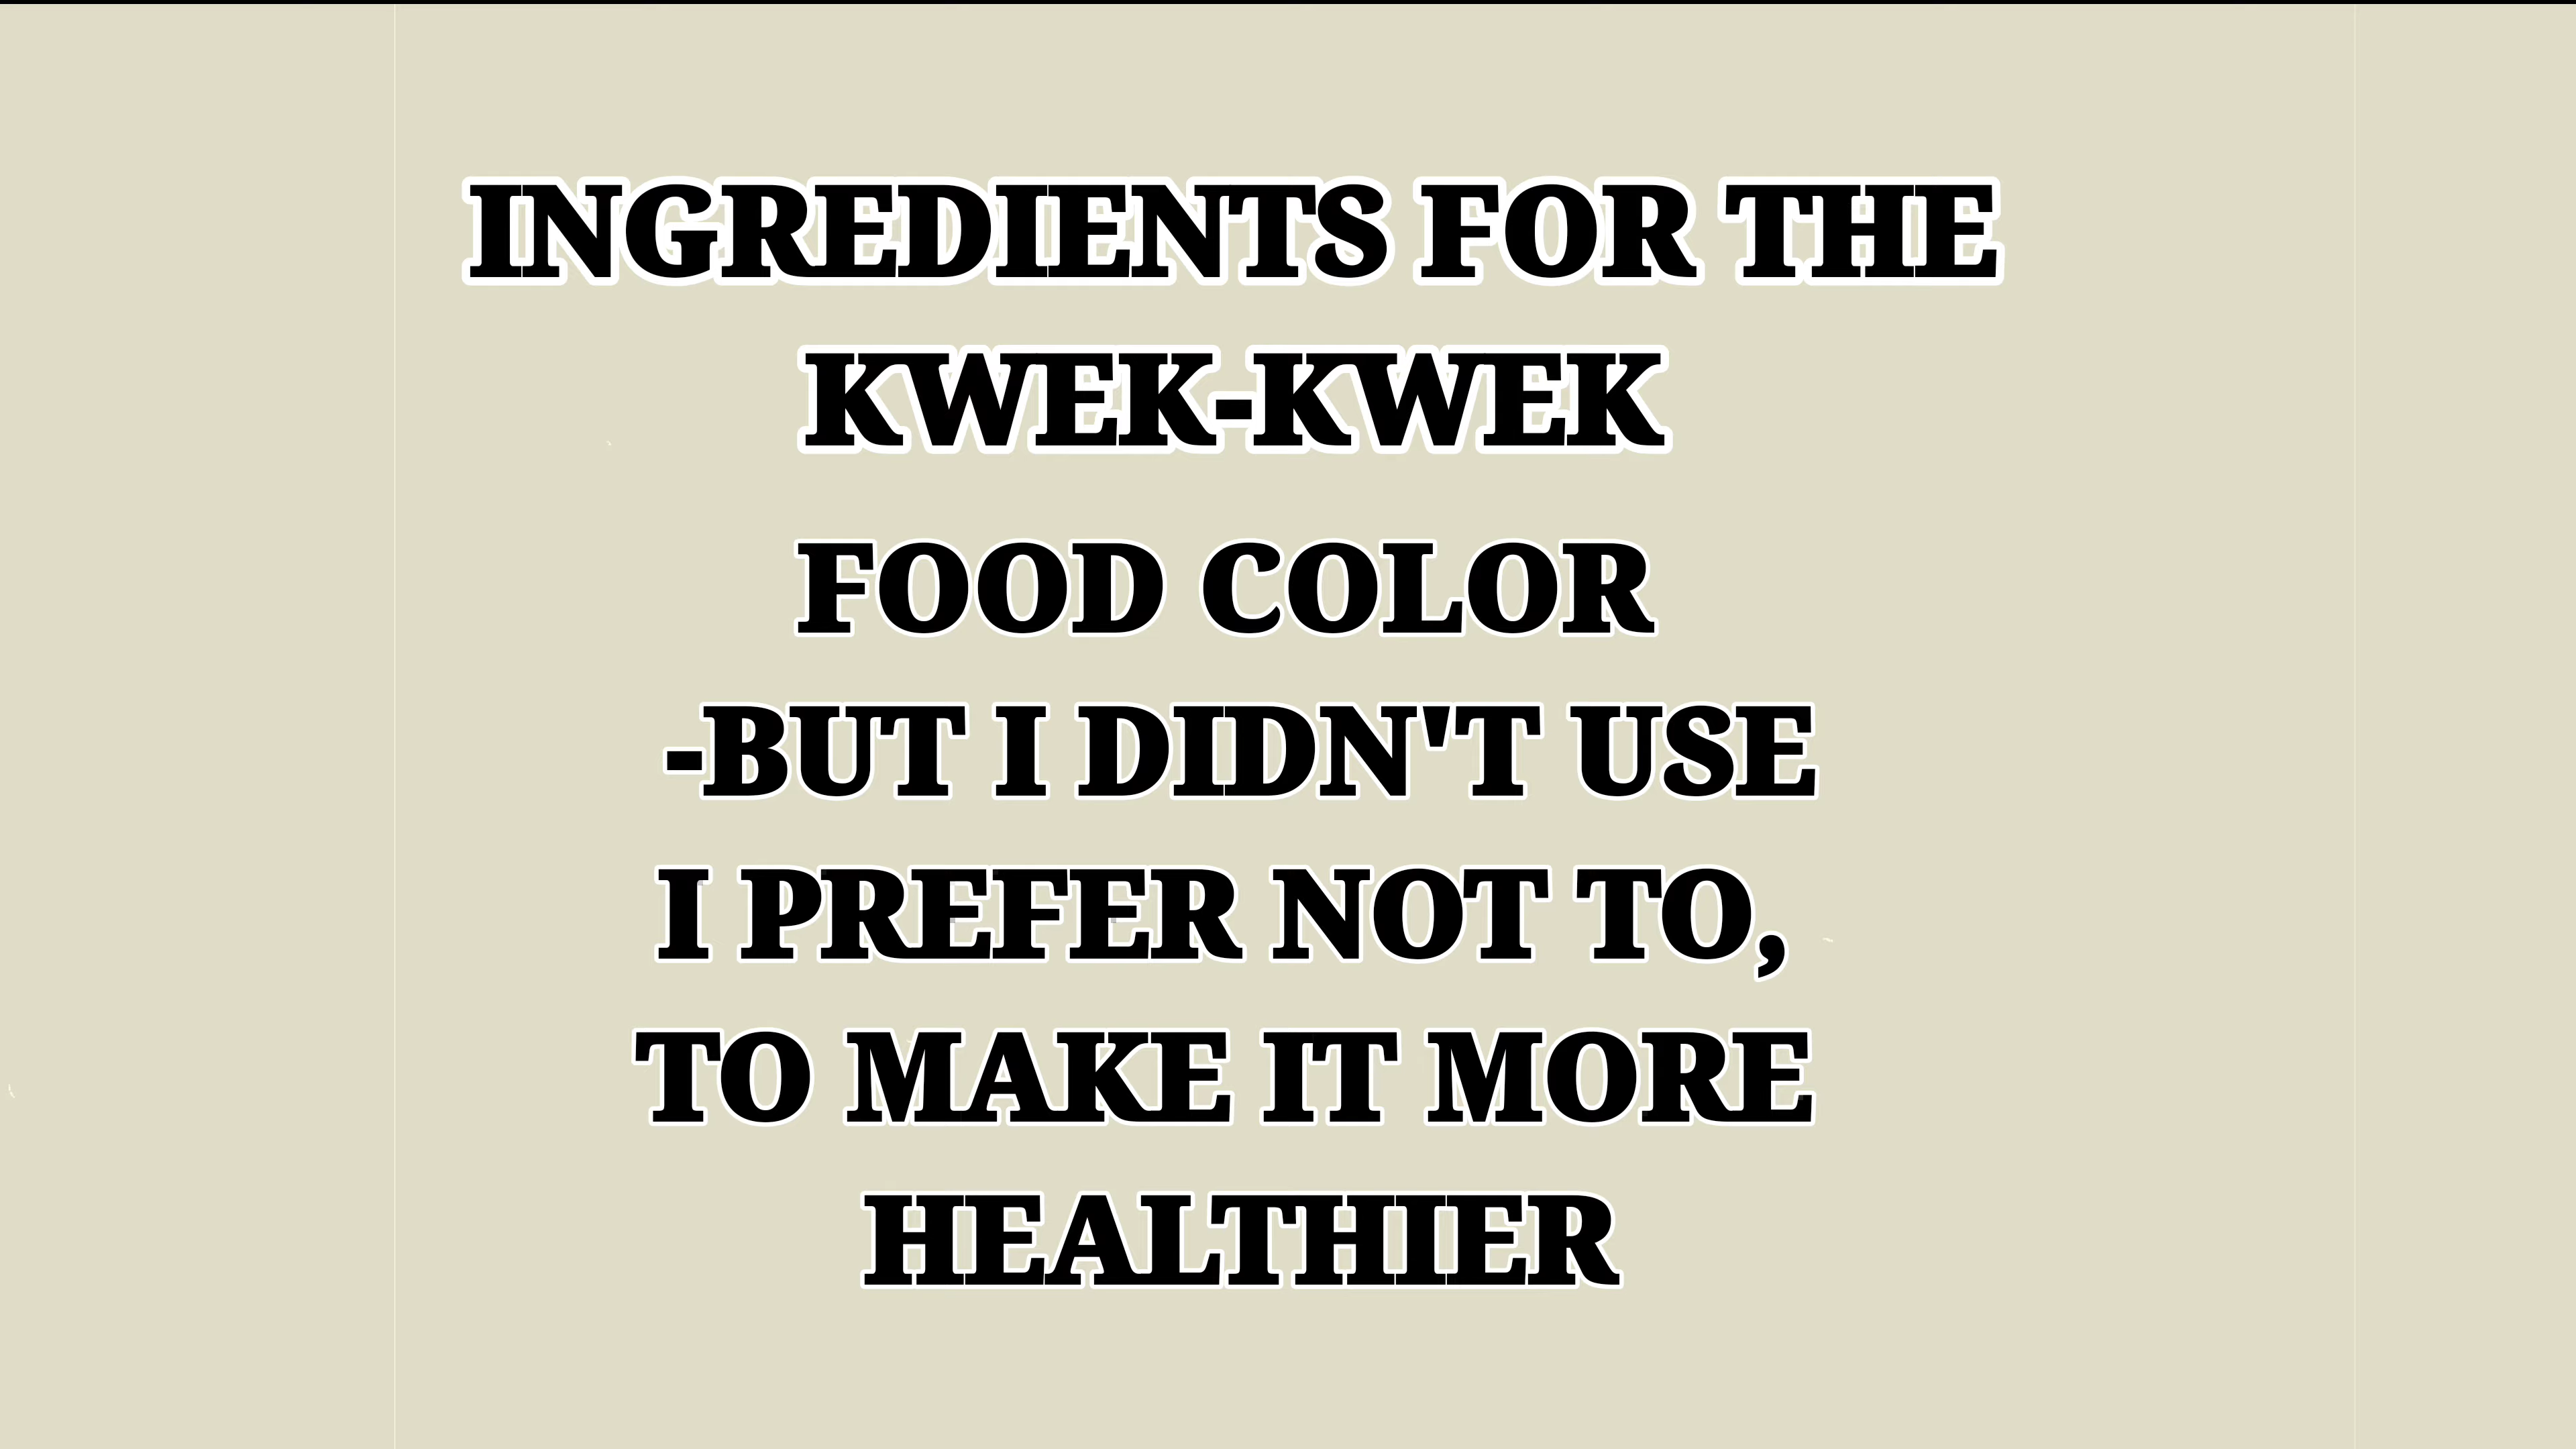 INGREDIENTS FOR THE
KWEK-KWEK
FOOD COLOR
-BUT I DIDN'T USE
I PREFER NOT TO,
TO MAKE IT MORE
HEALTHIER